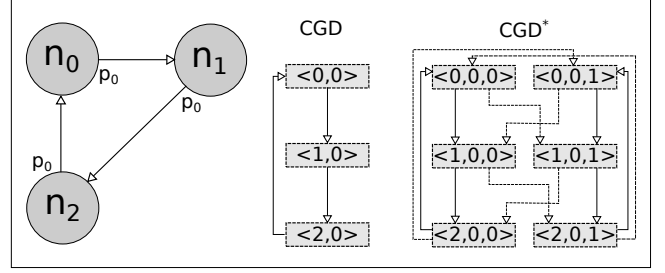 CGD
CGD*
n0
n1
p0
p0
<0,0>
<0,0,0>
<0,0,1>
<1,0>
<1,0,0>
<1,0,1>
p0
n2
<2,0>
<2,0,0>
<2,0,1>